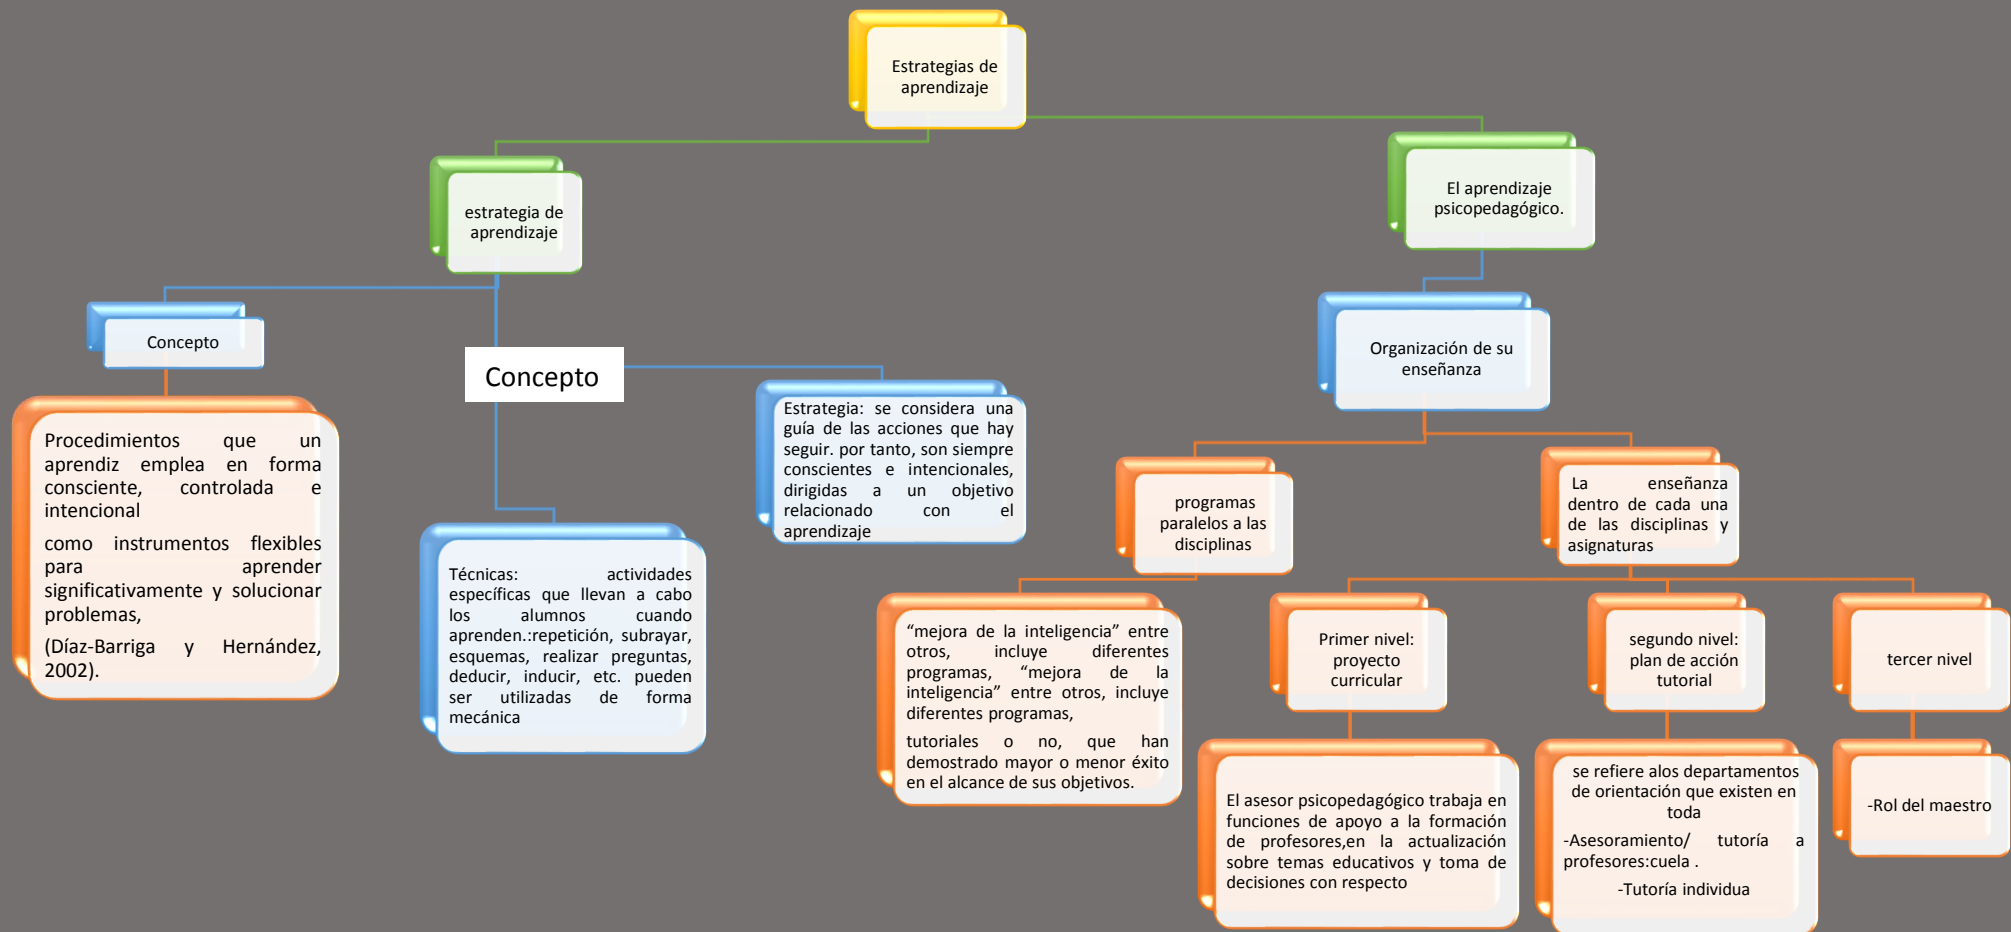 Estrategias de
aprendizaje
estrategia de
aprendizaje
El aprendizaje
psicopedagógico.
Concepto
Procedimientos que un
aprendiz emplea en forma
consciente, controlada e
intencional
como instrumentos flexibles
para aprender
significativamente y solucionar
problemas,
(Díaz-Barriga y Hernández,
2002).
Concepto
Técnicas: actividades
específicas que llevan a cabo
los alumnos cuando
aprenden.:repetición, subrayar,
esquemas, realizar preguntas,
deducir, inducir, etc. pueden
ser utilizadas de forma
mecánica
Estrategia: se considera una
guía de las acciones que hay
seguir. por tanto, son siempre
conscientes e intencionales,
dirigidas a un objetivo
relacionado con el
aprendizaje
Organización de su
enseñanza
programas
paralelos a las
disciplinas
"mejora de la inteligencia" entre
otros, incluye diferentes
programas, "mejora de la
inteligencia" entre otros, incluye
diferentes programas,
tutoriales o no, que han
demostrado mayor o menor éxito
en el alcance de sus objetivos.
La enseñanza
dentro de cada una
de las disciplinas y
asignaturas
Primer nivel:
proyecto
curricular
El asesor psicopedagógico trabaja en
funciones de apoyo a la formación
de profesores,en la actualización
sobre temas educativos y toma de
decisiones con respecto
segundo nivel:
plan de acción
tutorial
se refiere alos departamentos
de orientación que existen en
toda
-Asesoramiento/ tutoría a
profesores:cuela .
-Tutoría individua
tercer nivel
-Rol del maestro